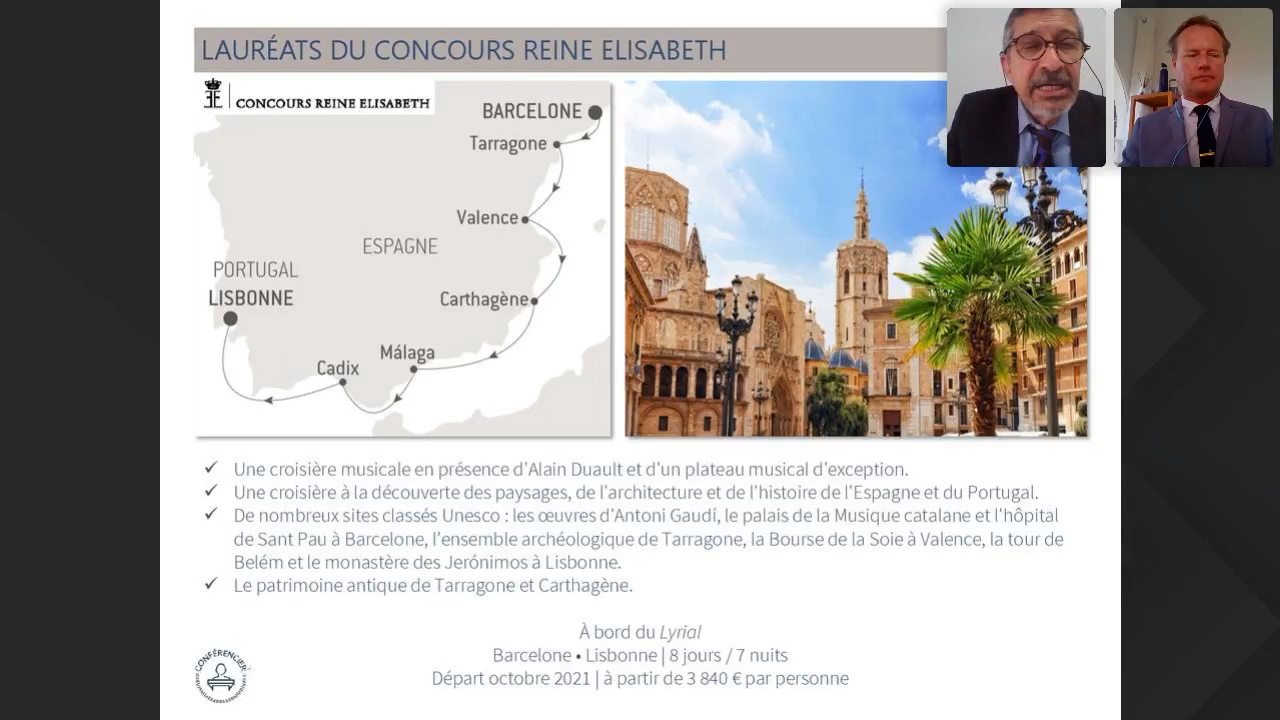 LAURÉATS DU CONCOURS REINE ELISABETH
CONCOURS REINE ELISABETH
BARCELONE
Tarragone
Valence
ESPAGNE
PORTUGAL
LISBONNE
Carthagène
Málaga
Cadix
✓ Une croisière musicale en présence d'Alain Duault et d'un plateau musical d'exception.
✓ Une croisière à la découverte des paysages, de l'architecture et de l'histoire de l'Espagne et du Portugal.
✓ De nombreux sites classés Unesco : les œuvres d'Antoni Gaudí, le palais de la Musique catalane et l'hôpital
de Sant Pau à Barcelone, l'ensemble archéologique de Tarragone, la Bourse de la Soie à Valence, la tour de
Belém et le monastère des Jerónimos à Lisbonne.
✓ Le patrimoine antique de Tarragone et Carthagène.
À bord du Lyrial
Barcelone • Lisbonne | 8 jours / 7 nuits
Départ octobre 2021 | à partir de 3 840 € par personne
CONFÉRENCIER